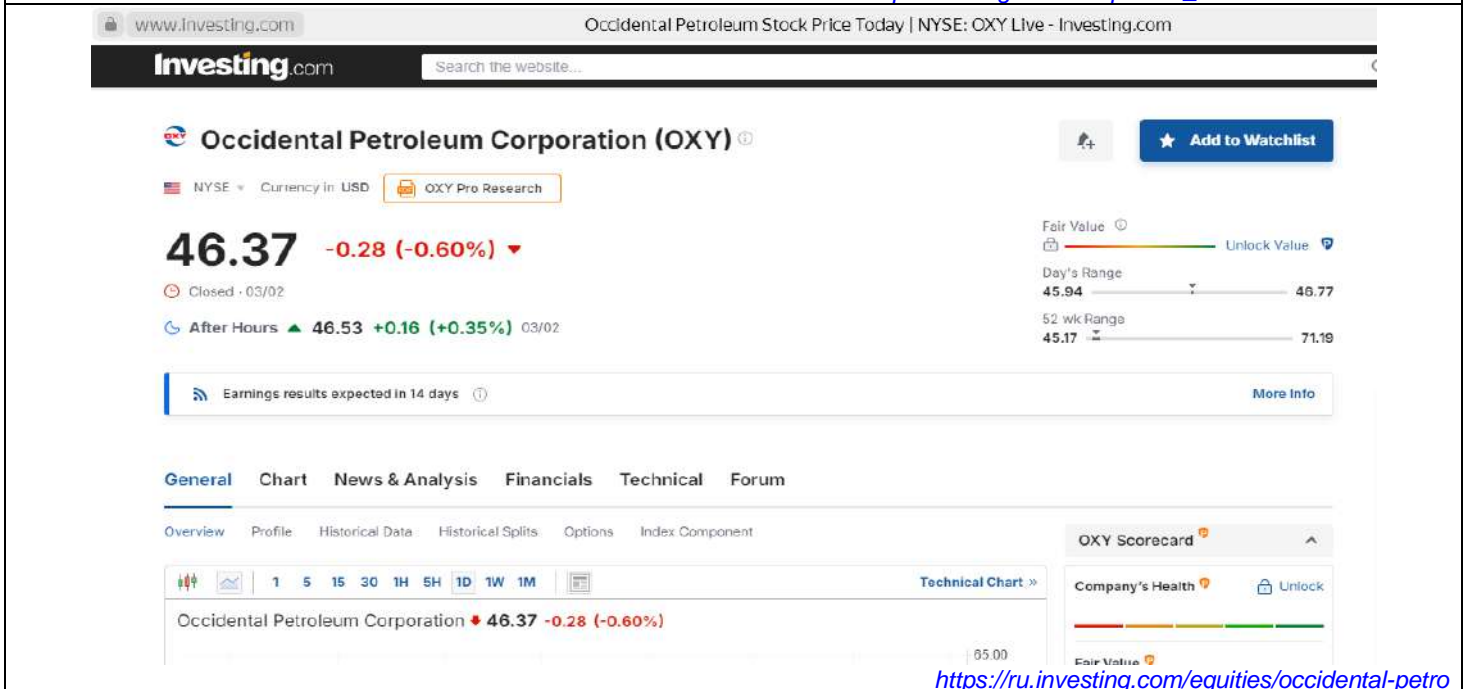 www.investing.com Occidental Petroleum Stock Price Today | NYSE: OXY Live - Investing.com
Investing.com Search the website...
OXY Occidental Petroleum Corporation (OXY)
Add to Watchlist
NYSE Currency in USD OXY Pro Research
46.37 -0.28 (-0.60%)
Closed · 03/02
After Hours 46.53 +0.16 (+0.35%) 03/02
Fair Value
Unlock Value
Day's Range
45.94 46.77
52 wk Range
45.17 71.19
Earnings results expected in 14 days More Info
General Chart News & Analysis Financials Technical Forum
Overview Profile Historical Data Historical Splits Options Index Component
1 5 15 30 1H 5H 1D 1W 1M Technical Chart »
Occidental Petroleum Corporation 46.37 -0.28 (-0.60%)
65.00
OXY Scorecard
Company's Health Unlock
Fair Value
https://ru.investing.com/equities/occidental-petro